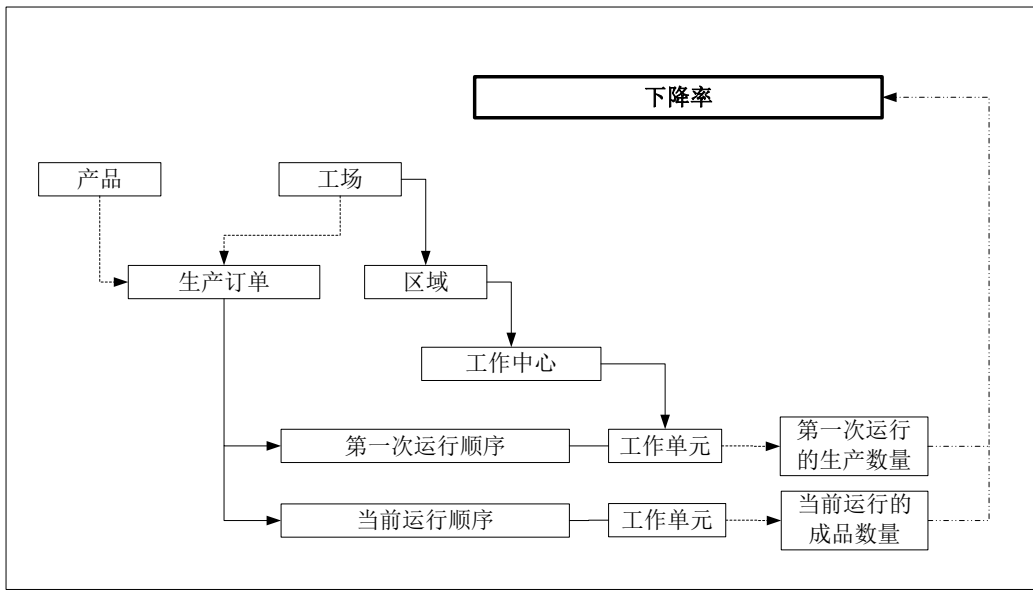 下降率
产品
工场
生产订单
区域
工作中心
第一次运行顺序
工作单元
第一次运行
的生产数量
当前运行顺序
工作单元
当前运行的
成品数量